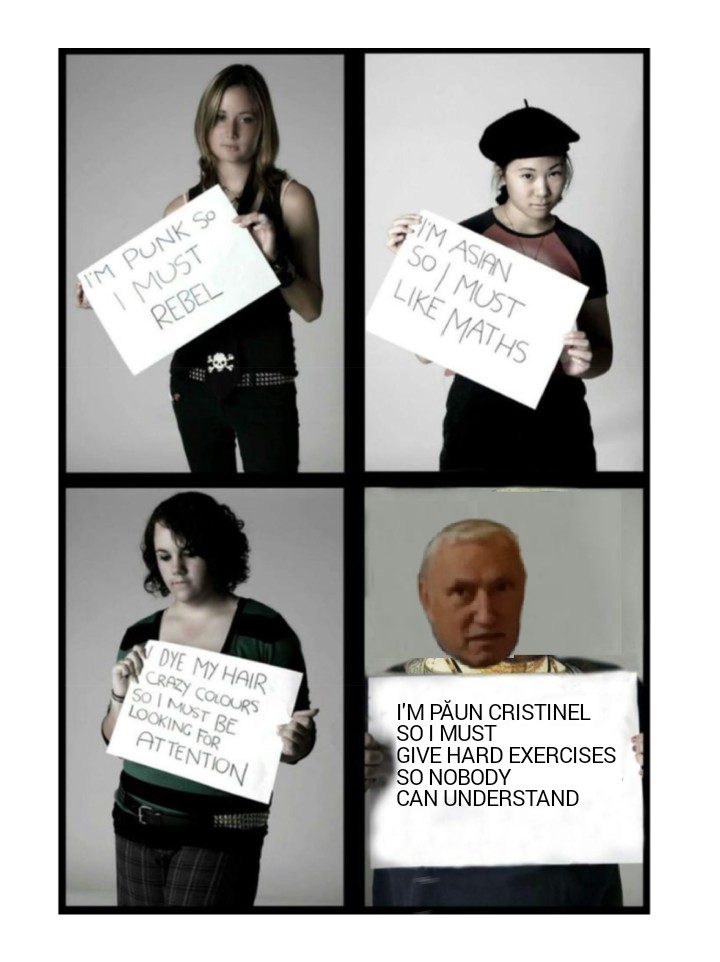 I'M PUNK SO
I MUST
REBEL
I'M ASIAN
SO I MUST
LIKE MATHS
I DYE MY HAIR
CRAZY COLOURS
SO I MUST BE
LOOKING FOR
ATTENTION
I'M PĂUN CRISTINEL
SO I MUST
GIVE HARD EXERCISES
SO NOBODY
CAN UNDERSTAND